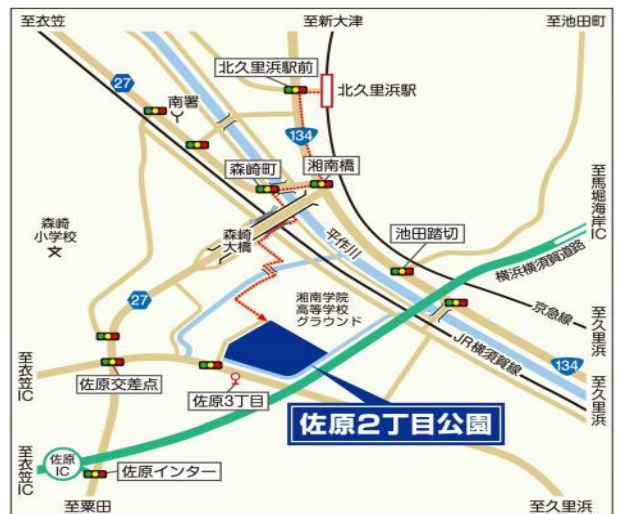 至衣笠
至新大津
至池田町
北久里浜駅前
27
南署
北久里浜駅
134
森崎町
湘南橋
至馬堀海岸IC
森崎
小学校
森崎
大橋
平作川
池田踏切
横浜横須賀道路
27
湘南学院
高等学校
グラウンド
京急線
JR横須賀線
至久里浜
134
至衣笠IC
佐原交差点
佐原3丁目
佐原2丁目公園
至久里浜
至衣笠IC
佐原
IC
佐原インター
至粟田
至久里浜